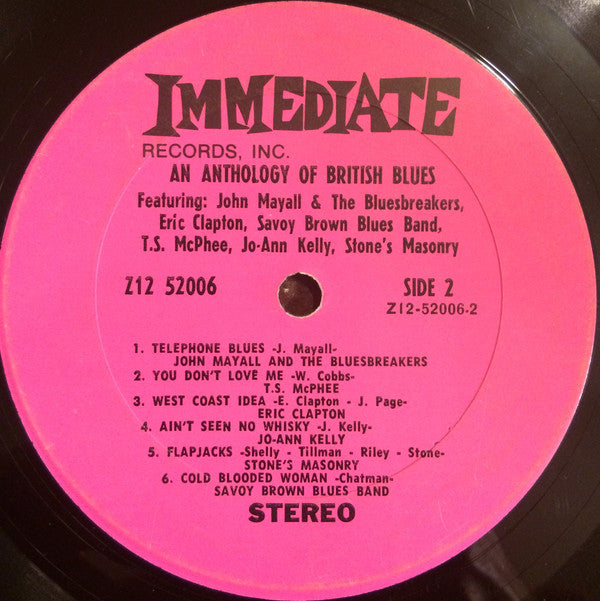 IMMEDIATE
RECORDS, INC.
AN ANTHOLOGY OF BRITISH BLUES
Featuring: John Mayall & The Bluesbreakers,
Eric Clapton, Savoy Brown Blues Band,
T.S. McPhee, Jo-Ann Kelly, Stone's Masonry
Z12 52006
SIDE 2
Z12-52006-2
1. TELEPHONE BLUES -J. Mayall-
JOHN MAYALL AND THE BLUESBREAKERS
2. YOU DON'T LOVE ME -W. Cobbs-
T.S. McPHEE
3. WEST COAST IDEA -E. Clapton - J. Page-
ERIC CLAPTON
4. AIN'T SEEN NO WHISKY -J. Kelly-
JO-ANN KELLY
5. FLAPJACKS -Shelly - Tillman - Riley - Stone-
STONE'S MASONRY
6. COLD BLOODED WOMAN -Chatman-
SAVOY BROWN BLUES BAND
STEREO